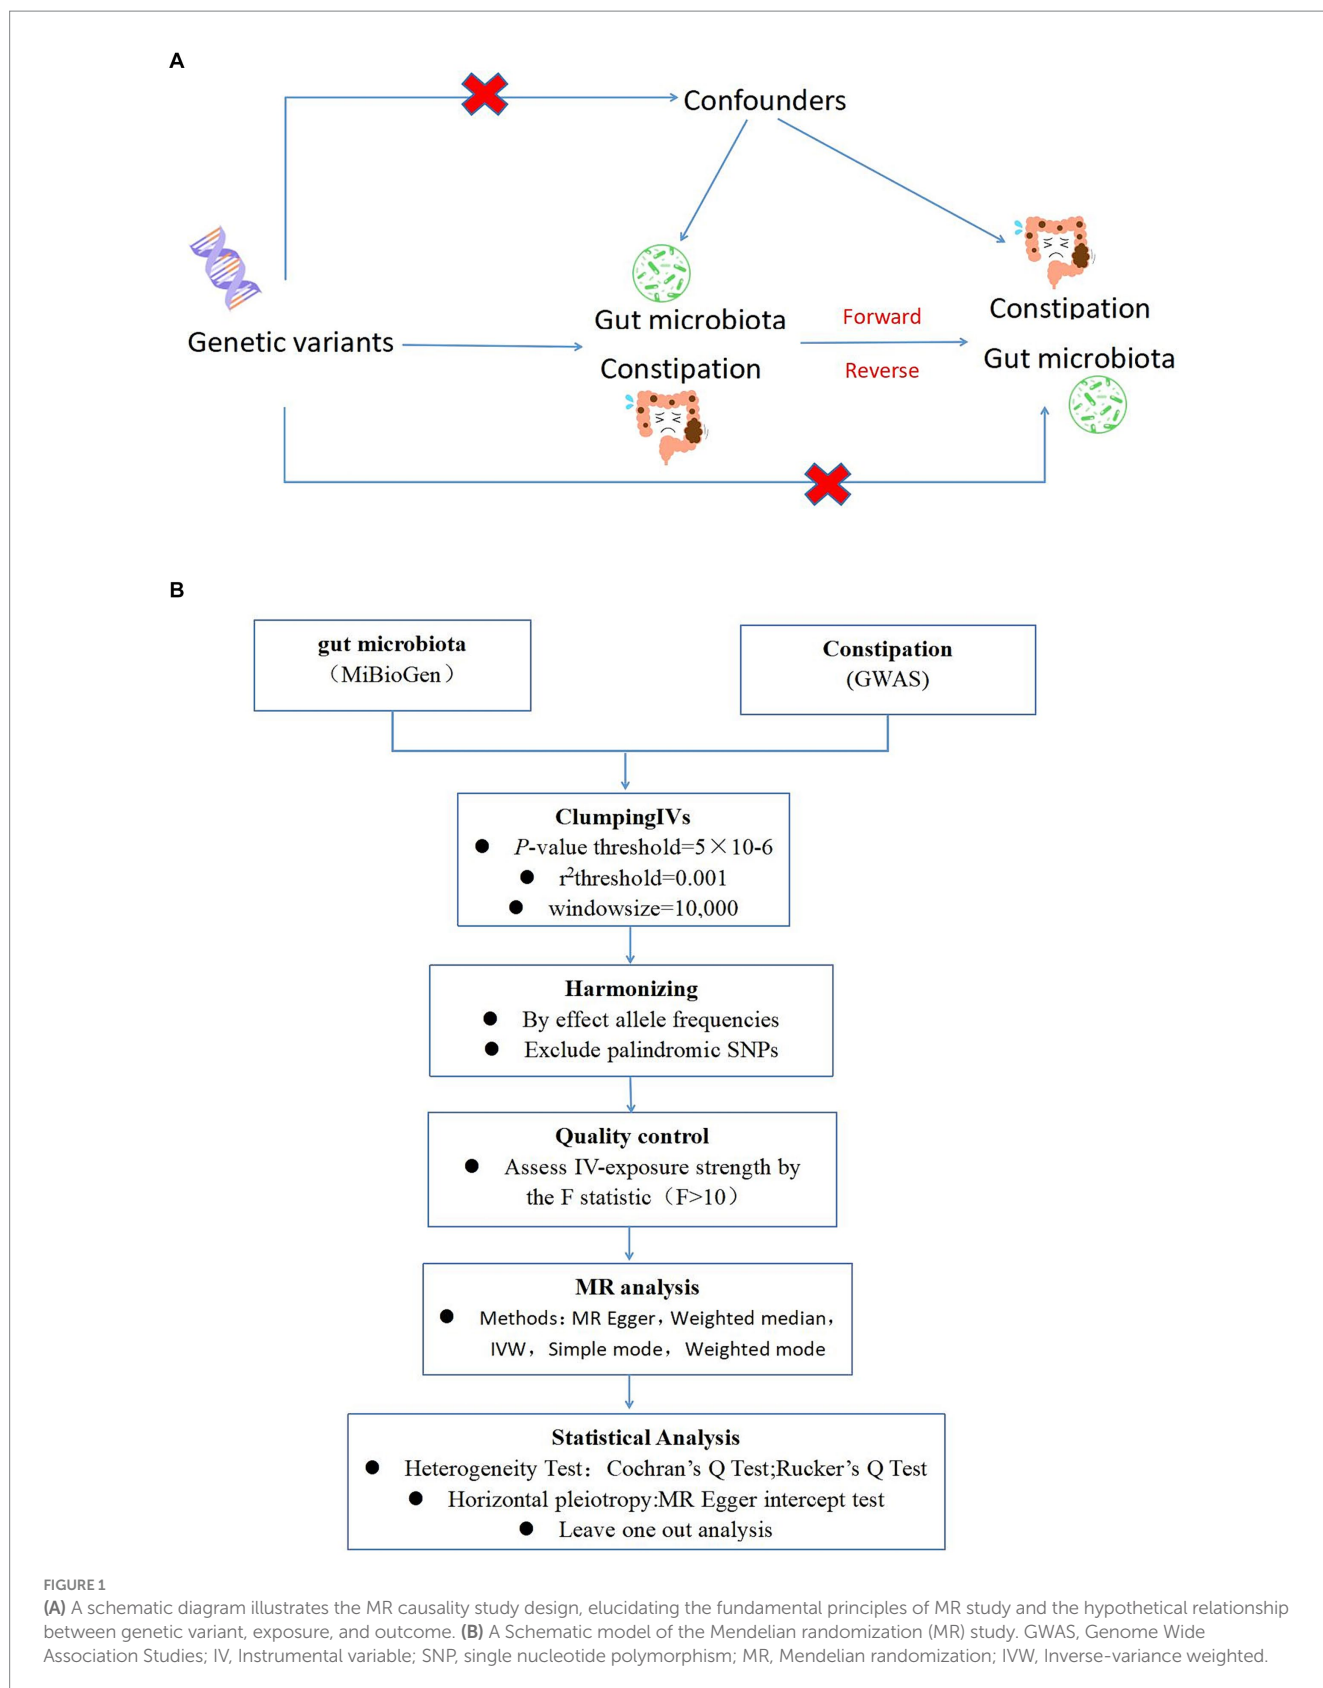 A
Confounders
Gut microbiota
Forward
Constipation
Genetic variants
Constipation
Reverse
Gut microbiota
B
gut microbiota
（MiBioGen）
Constipation
(GWAS)
ClumpingIVs
● P-value threshold=5×10-6
● r²threshold=0.001
● windowsize=10,000
Harmonizing
● By effect allele frequencies
● Exclude palindromic SNPs
Quality control
● Assess IV-exposure strength by
the F statistic（F>10）
MR analysis
● Methods：MR Egger，Weighted median，
IVW，Simple mode，Weighted mode
Statistical Analysis
● Heterogeneity Test：Cochran’s Q Test;Rucker’s Q Test
● Horizontal pleiotropy:MR Egger intercept test
● Leave one out analysis
FIGURE 1
(A) A schematic diagram illustrates the MR causality study design, elucidating the fundamental principles of MR study and the hypothetical relationship
between genetic variant, exposure, and outcome. (B) A Schematic model of the Mendelian randomization (MR) study. GWAS, Genome Wide
Association Studies; IV, Instrumental variable; SNP, single nucleotide polymorphism; MR, Mendelian randomization; IVW, Inverse-variance weighted.